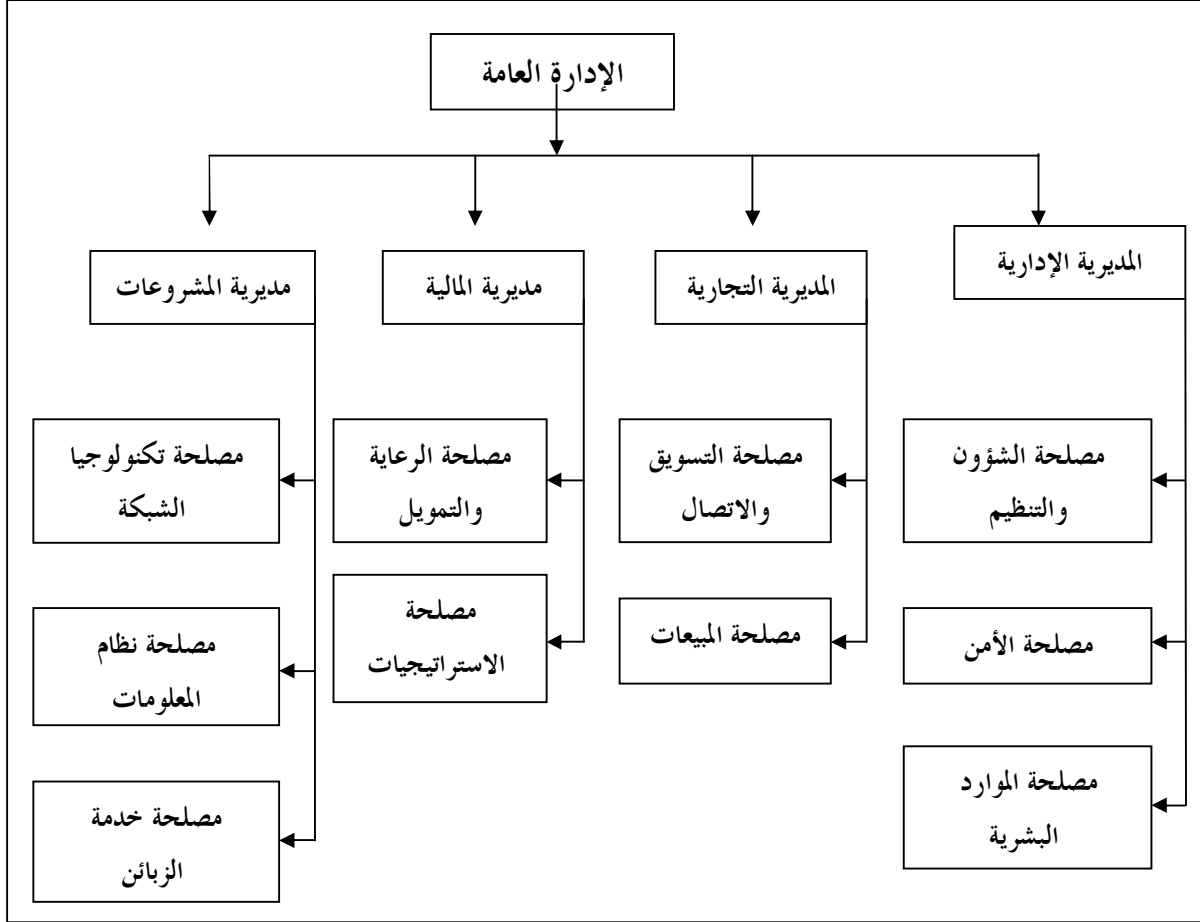 الإدارة العامة
المديرية الإدارية
المديرية التجارية
مديرية المالية
مديرية المشروعات
مصلحة الشؤون
والتنظيم
مصلحة التسويق
والاتصال
مصلحة الرعاية
والتمويل
مصلحة تكنولوجيا
الشبكة
مصلحة الأمن
مصلحة المبيعات
مصلحة
الاستراتيجيات
مصلحة نظام
المعلومات
مصلحة الموارد
البشرية
مصلحة خدمة
الزبائن